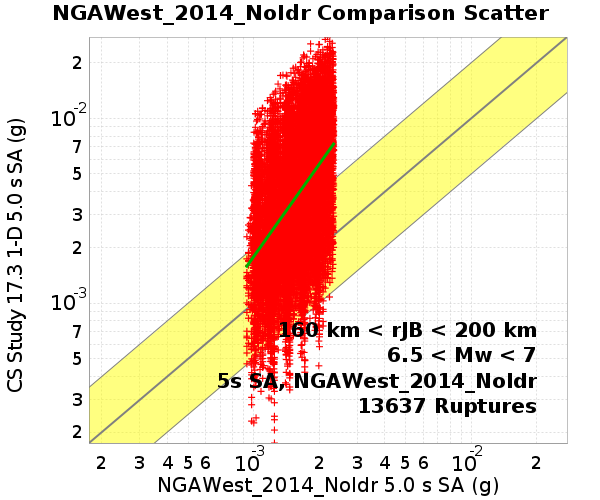 NGAWest_2014_NoIdr Comparison Scatter
CS Study 17.3 1-D 5.0 s SA (g)
2
10-2
7
5
3
2
10-3
7
5
3
2
160 km < rJB < 200 km
6.5 < Mw < 7
5s SA, NGAWest_2014_NoIdr
13637 Ruptures
2 3 4 5 6 10-3 2 3 4 5 6 10-2 2
NGAWest_2014_NoIdr 5.0 s SA (g)